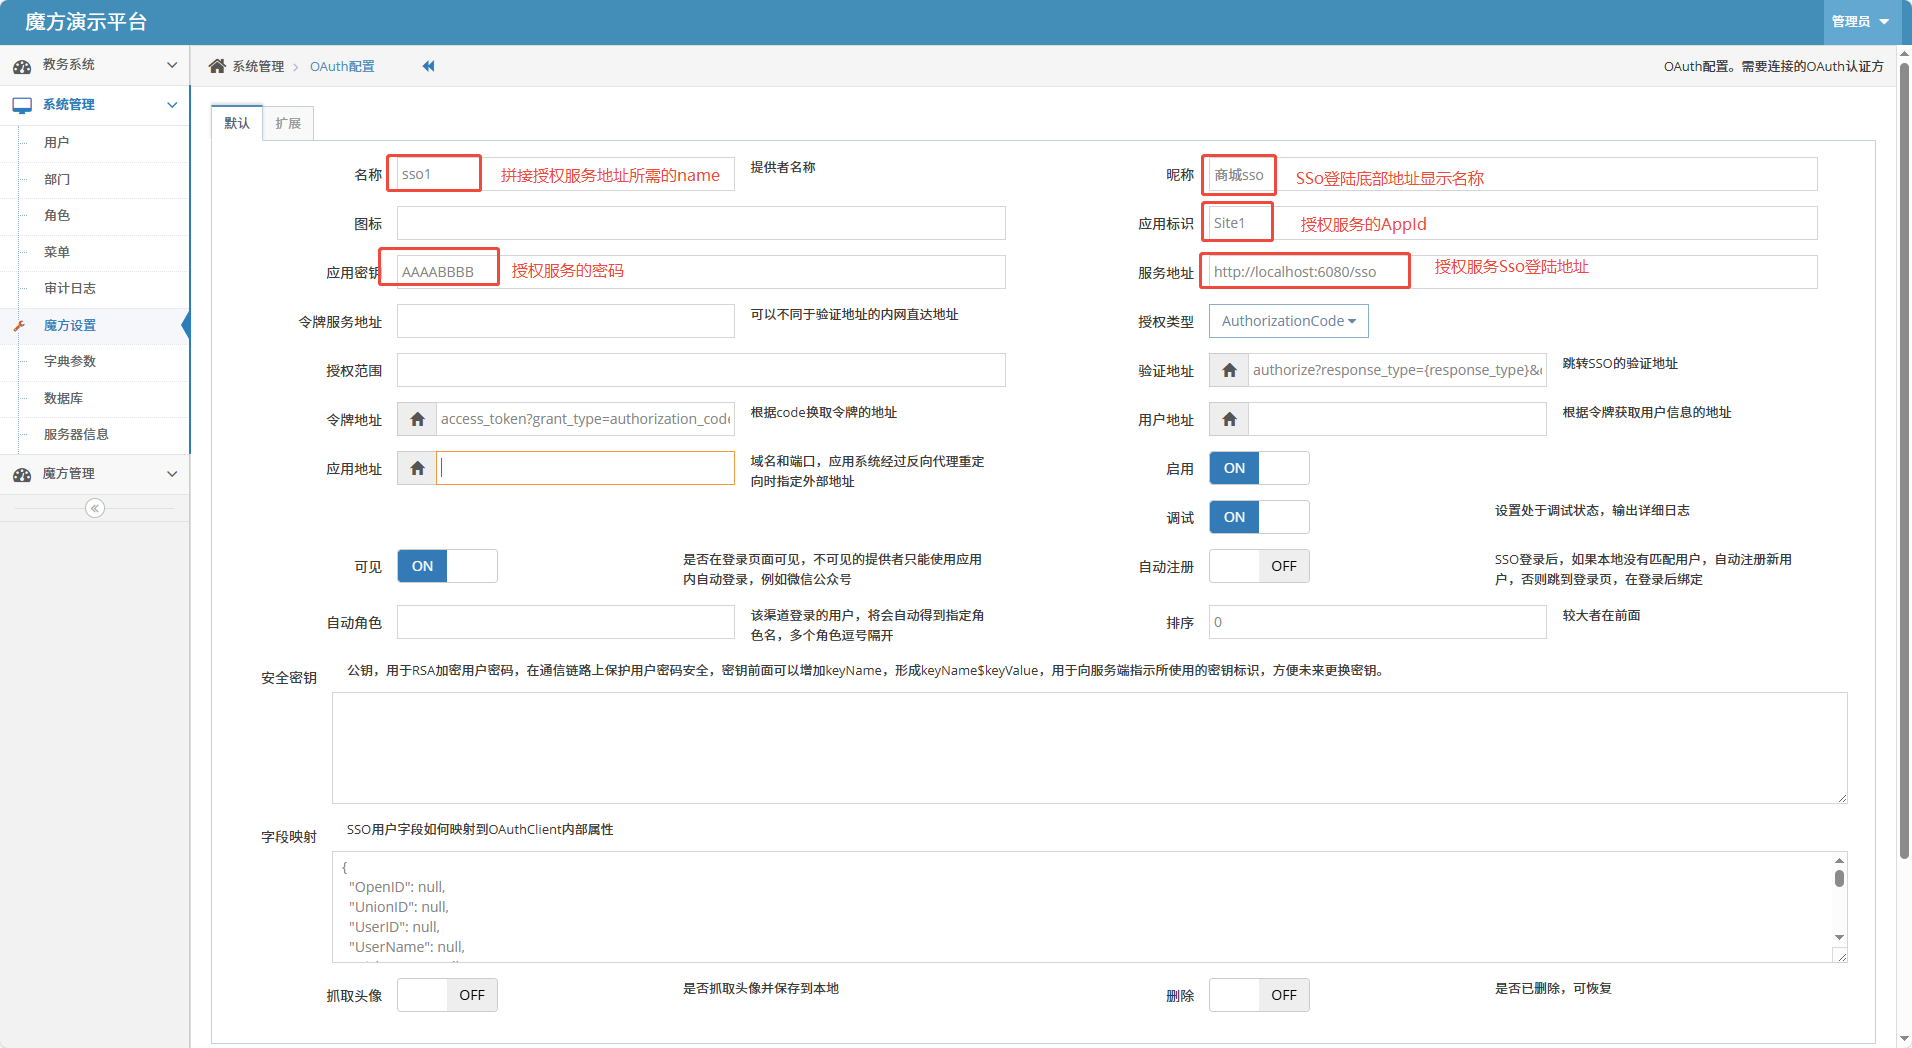 魔方演示平台
管理员
教务系统
系统管理
用户
部门
角色
菜单
审计日志
魔方设置
字典参数
数据库
服务器信息
魔方管理
系统管理 OAuth配置
OAuth配置。需要连接的OAuth认证方
默认 扩展
名称 sso1 拼接授权服务地址所需的name 提供者名称
昵称 商城sso SSo登陆底部地址显示名称
图标
应用标识 Site1 授权服务的AppId
应用密钥 AAAABBBB 授权服务的密码
服务地址 http://localhost:6080/sso 授权服务Sso登陆地址
令牌服务地址 可以不同于验证地址的内网直达地址
授权类型 AuthorizationCode
授权范围
验证地址 authorize?response_type={response_type}& 跳转SSO的验证地址
令牌地址 access_token?grant_type=authorization_cod 根据code换取令牌的地址
用户地址 根据令牌获取用户信息的地址
应用地址 域名和端口，应用系统经过反向代理重定
向时指定外部地址
启用 ON
调试 ON 设置处于调试状态，输出详细日志
可见 ON 是否在登录页面可见，不可见的提供者只能使用应用
内自动登录，例如微信公众号
自动注册 OFF SSO登录后，如果本地没有匹配用户，自动注册新用
户，否则跳到登录页，在登录后绑定
自动角色 该渠道登录的用户，将会自动得到指定角
色名，多个角色逗号隔开
排序 0 较大者在前面
安全密钥 公钥，用于RSA加密用户密码，在通信链路上保护用户密码安全，密钥前面可以增加keyName，形成keyName$keyValue，用于向服务端指示所使用的密钥标识，方便未来更换密钥。
字段映射 SSO用户字段如何映射到OAuthClient内部属性
{
"OpenID": null,
"UnionID": null,
"UserID": null,
"UserName": null,
抓取头像 OFF 是否抓取头像并保存到本地
删除 OFF 是否已删除，可恢复